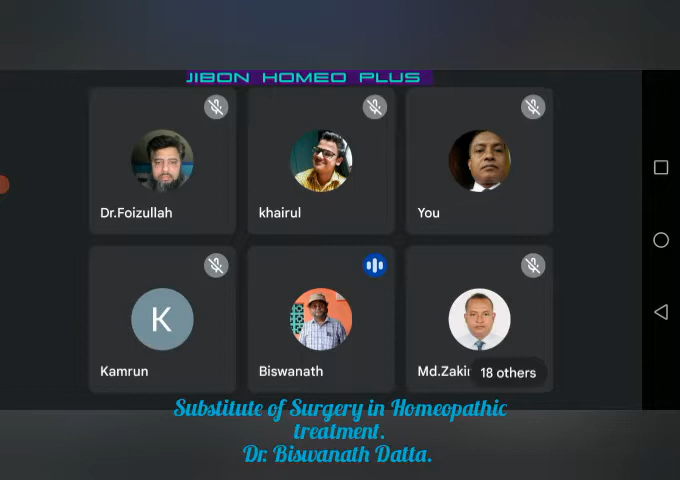 JIBON HOMEO PLUS
Dr.Foizullah
khairul
You
K
Kamrun
Biswanath
Md.Zakir
18 others
Substitute of Surgery in Homeopathic
treatment.
Dr. Biswanath Datta.